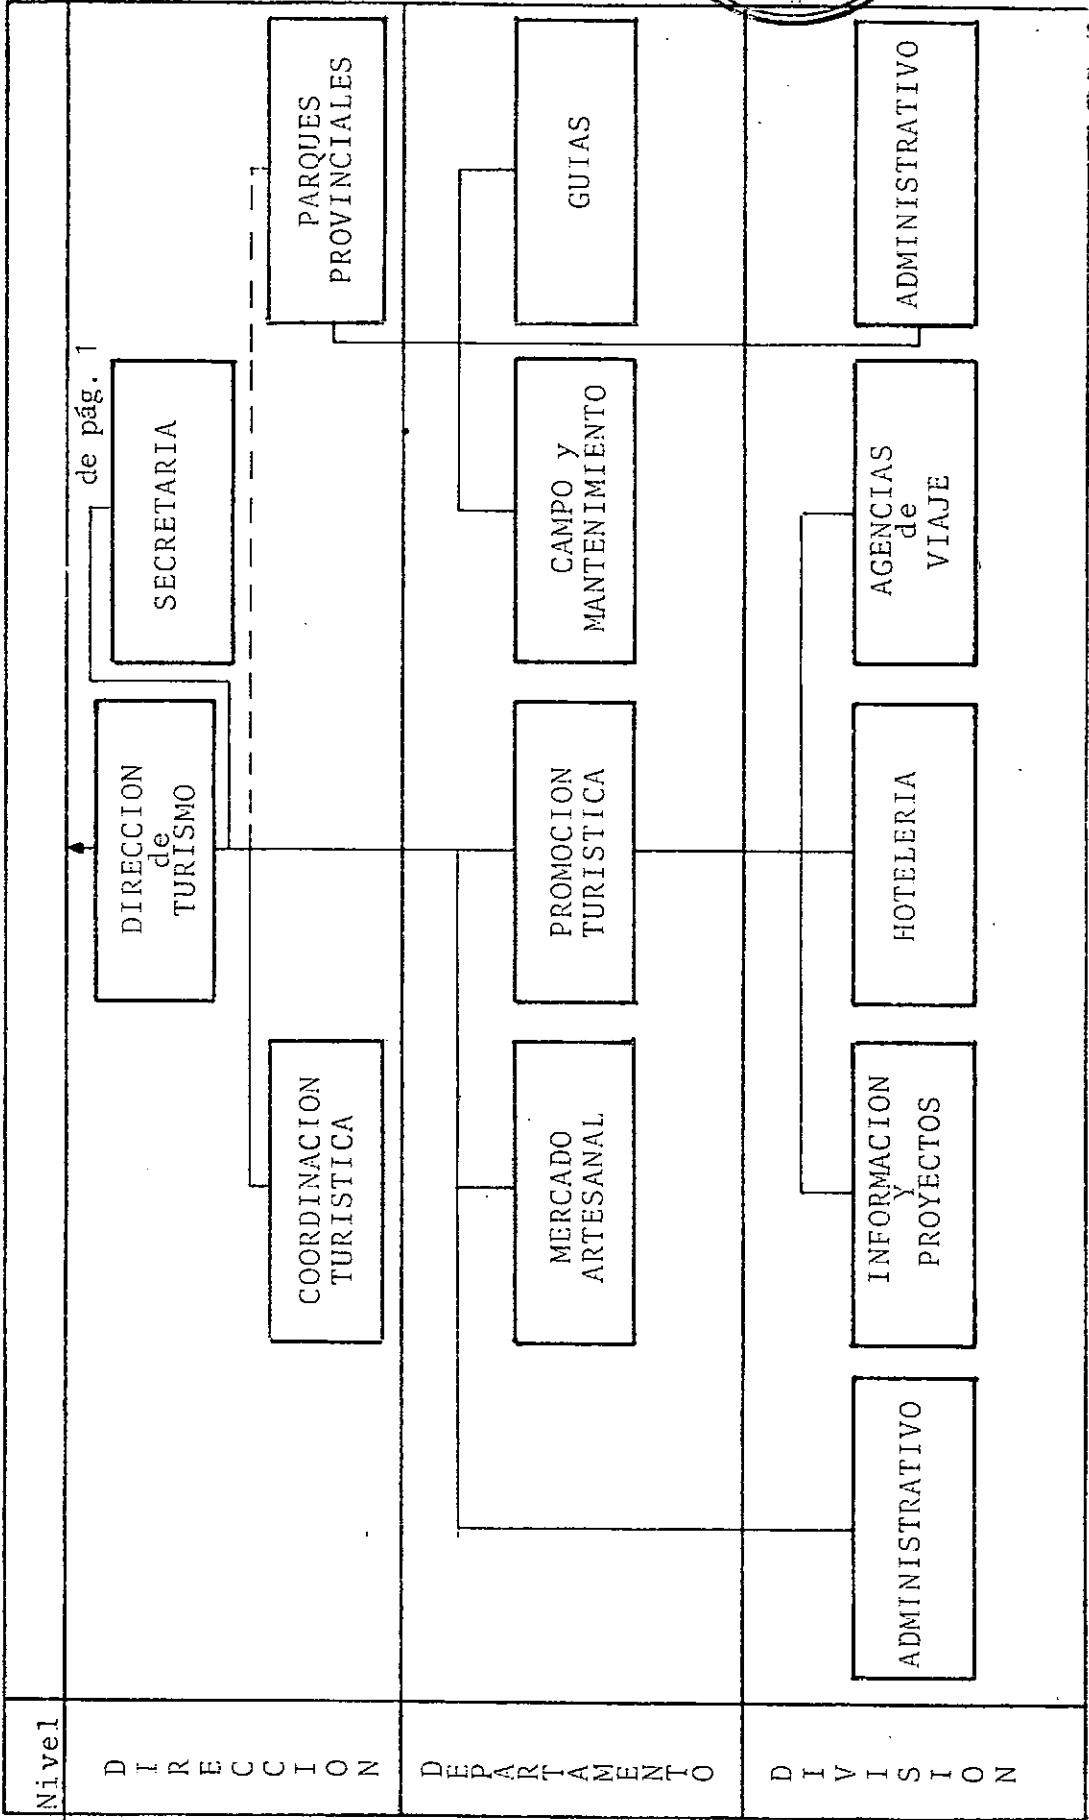 Nivel
DIRECCION
de pág. 1
DIRECCION
de
TURISMO
SECRETARIA
COORDINACION
TURISTICA
PARQUES
PROVINCIALES
DEPARTAMENTO
MERCADO
ARTESANAL
PROMOCION
TURISTICA
CAMPO y
MANTENIMIENTO
GUIAS
DIVISION
ADMINISTRATIVO
INFORMACION
Y
PROYECTOS
HOTELERIA
AGENCIAS
de
VIAJE
ADMINISTRATIVO